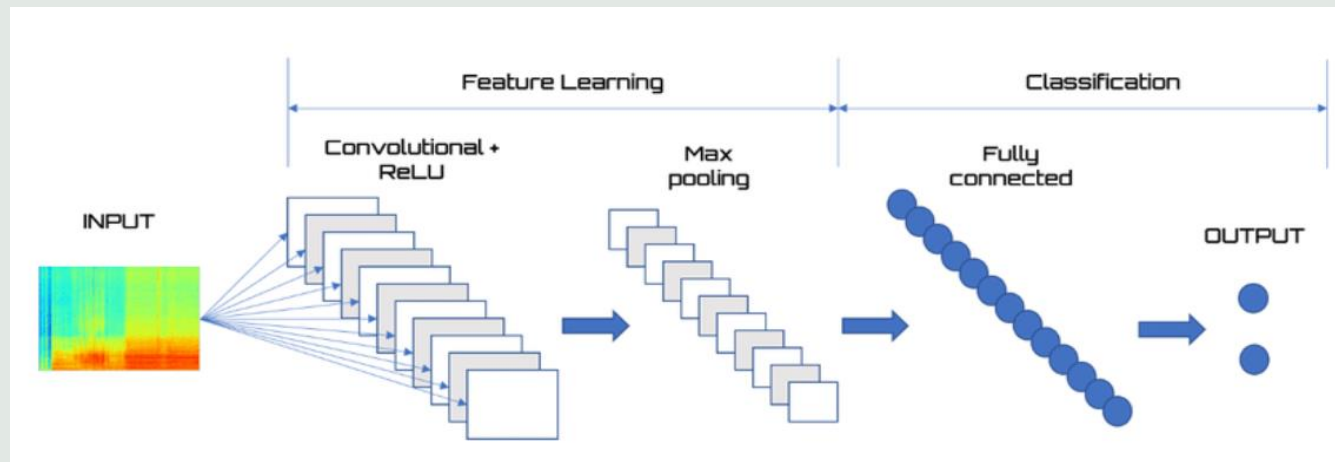 Feature Learning
Classification
Convolutional +
ReLU
Max
pooling
Fully
connected
INPUT
OUTPUT